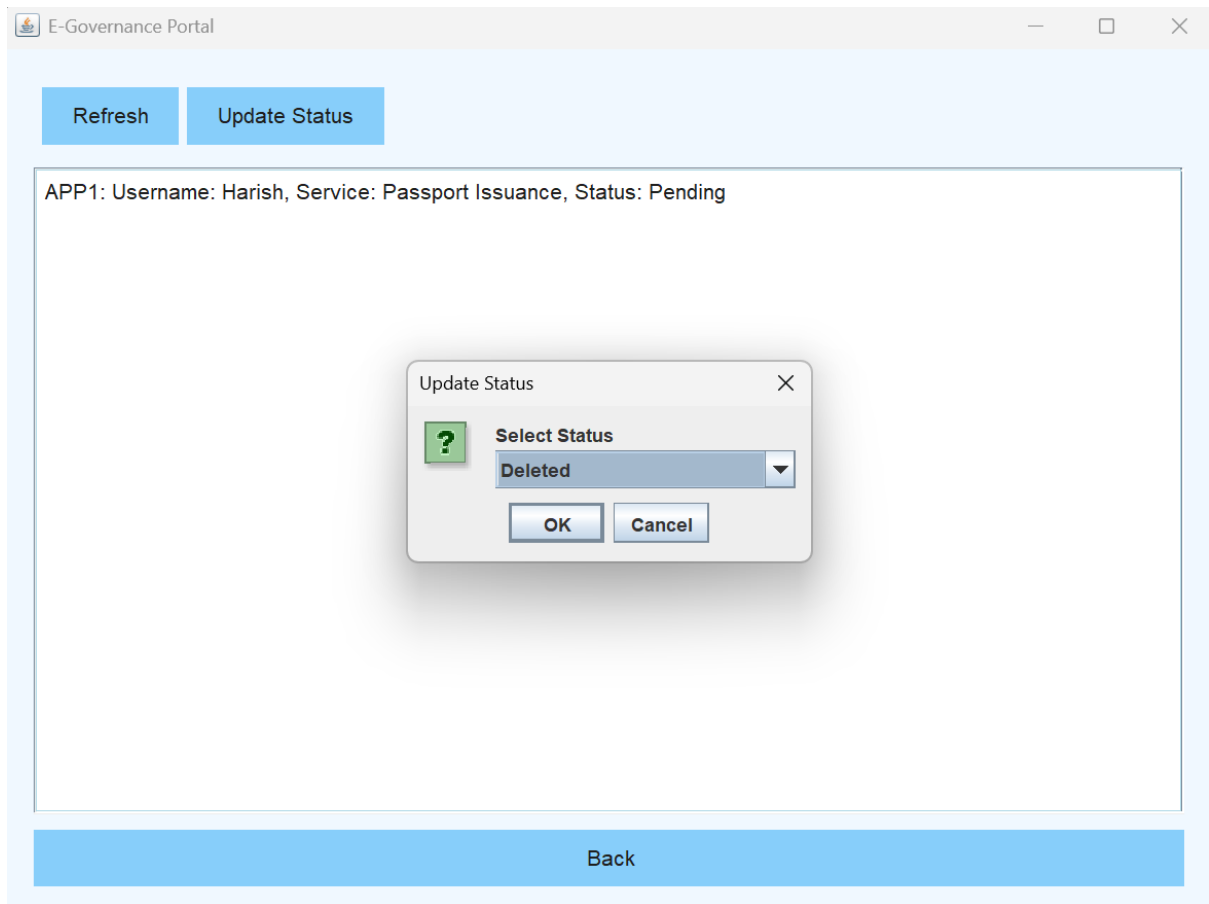 E-Governance Portal
Refresh Update Status
APP1: Username: Harish, Service: Passport Issuance, Status: Pending
Update Status
?
Select Status
Deleted
OK Cancel
Back